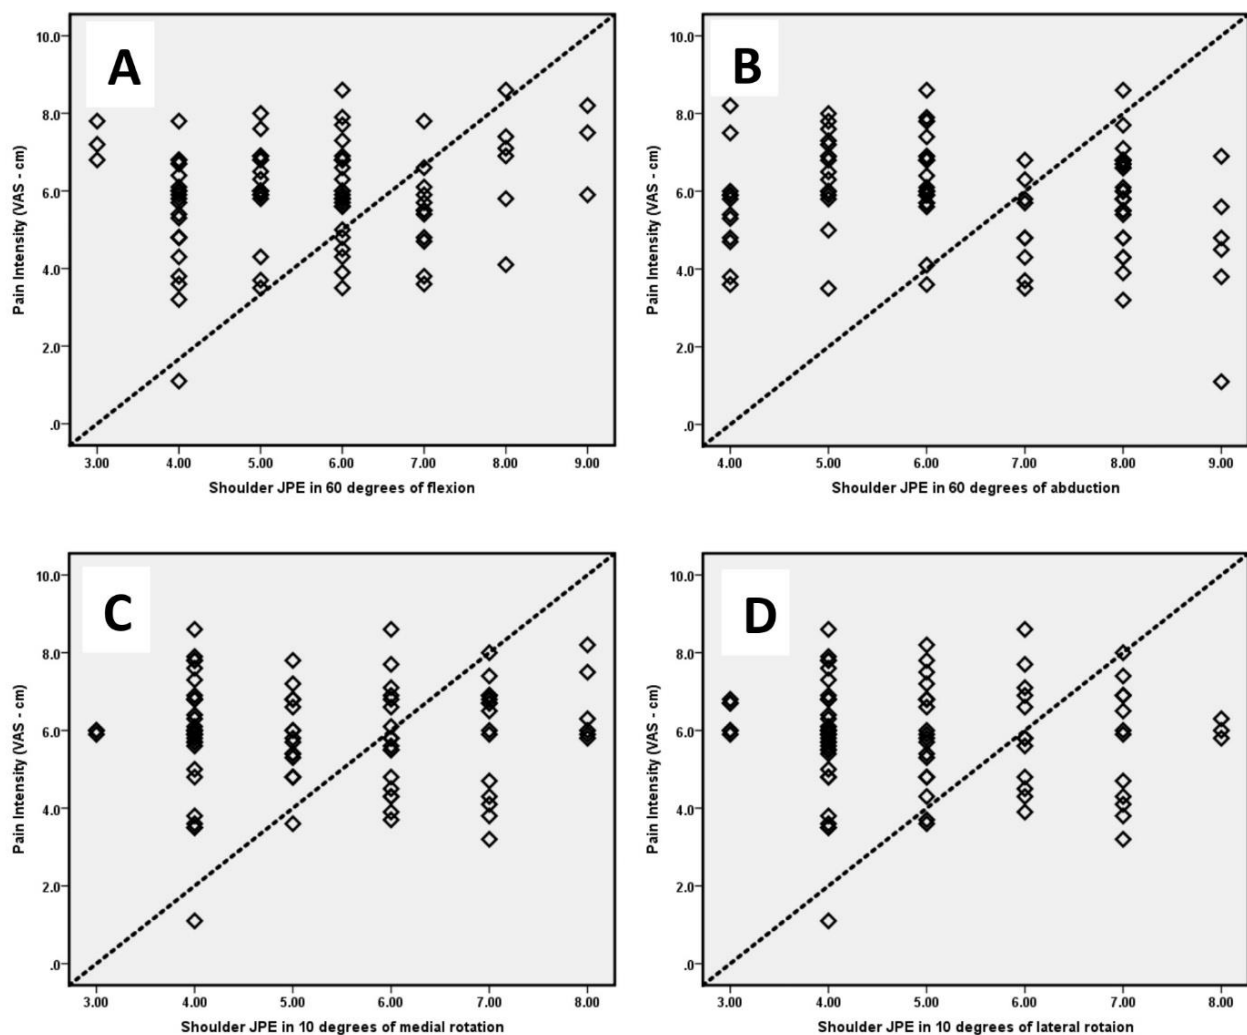 A
Pain Intensity (VAS - cm)
10.0
8.0
6.0
4.0
2.0
.0
3.00 4.00 5.00 6.00 7.00 8.00 9.00
Shoulder JPE in 60 degrees of flexion
B
Pain Intensity (VAS - cm)
10.0
8.0
6.0
4.0
2.0
.0
4.00 5.00 6.00 7.00 8.00 9.00
Shoulder JPE in 60 degrees of abduction
C
Pain Intensity (VAS - cm)
10.0
8.0
6.0
4.0
2.0
.0
3.00 4.00 5.00 6.00 7.00 8.00
Shoulder JPE in 10 degrees of medial rotation
D
Pain Intensity (VAS - cm)
10.0
8.0
6.0
4.0
2.0
.0
3.00 4.00 5.00 6.00 7.00 8.00
Shoulder JPE in 10 degrees of lateral rotaion